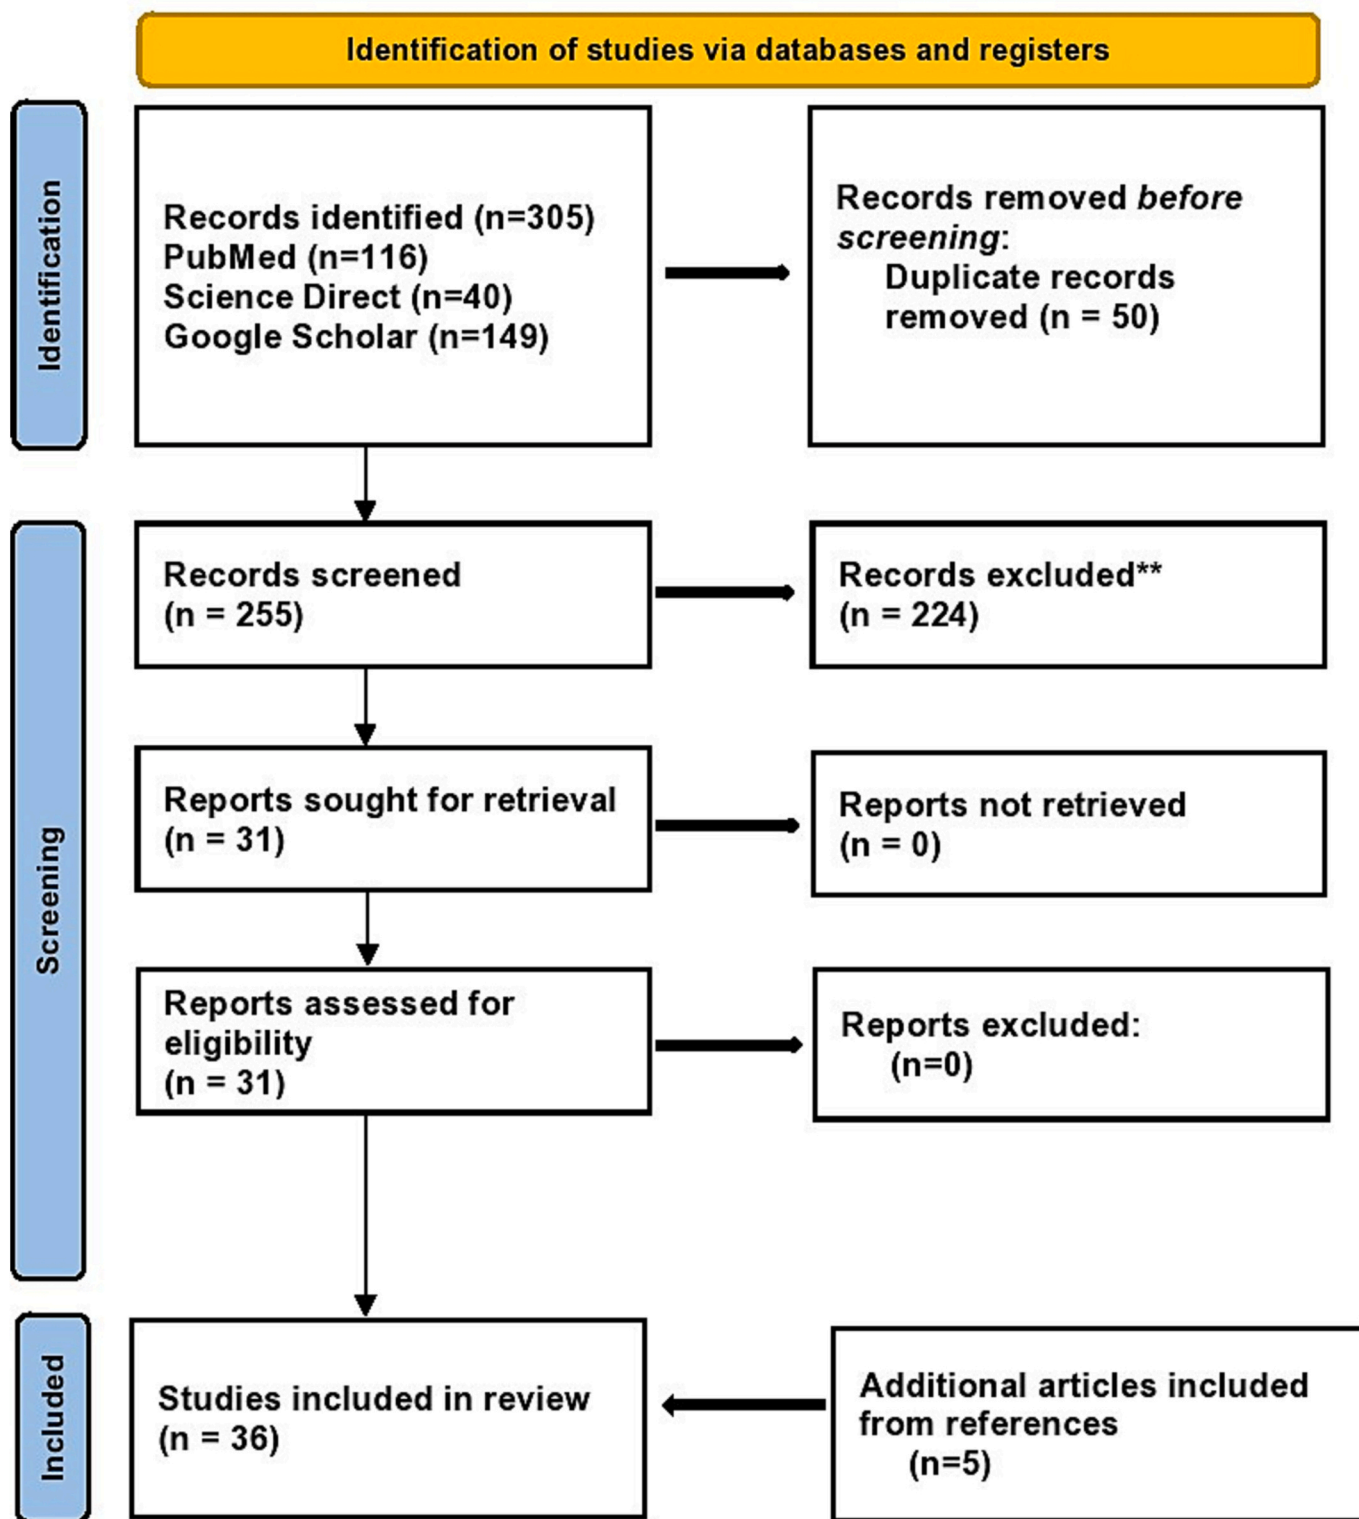 Identification of studies via databases and registers
Identification
Records identified (n=305)
PubMed (n=116)
Science Direct (n=40)
Google Scholar (n=149)
Records removed before
screening:
Duplicate records
removed (n = 50)
Screening
Records screened
(n = 255)
Records excluded**
(n = 224)
Reports sought for retrieval
(n = 31)
Reports not retrieved
(n = 0)
Reports assessed for
eligibility
(n = 31)
Reports excluded:
(n=0)
Included
Studies included in review
(n = 36)
Additional articles included
from references
(n=5)